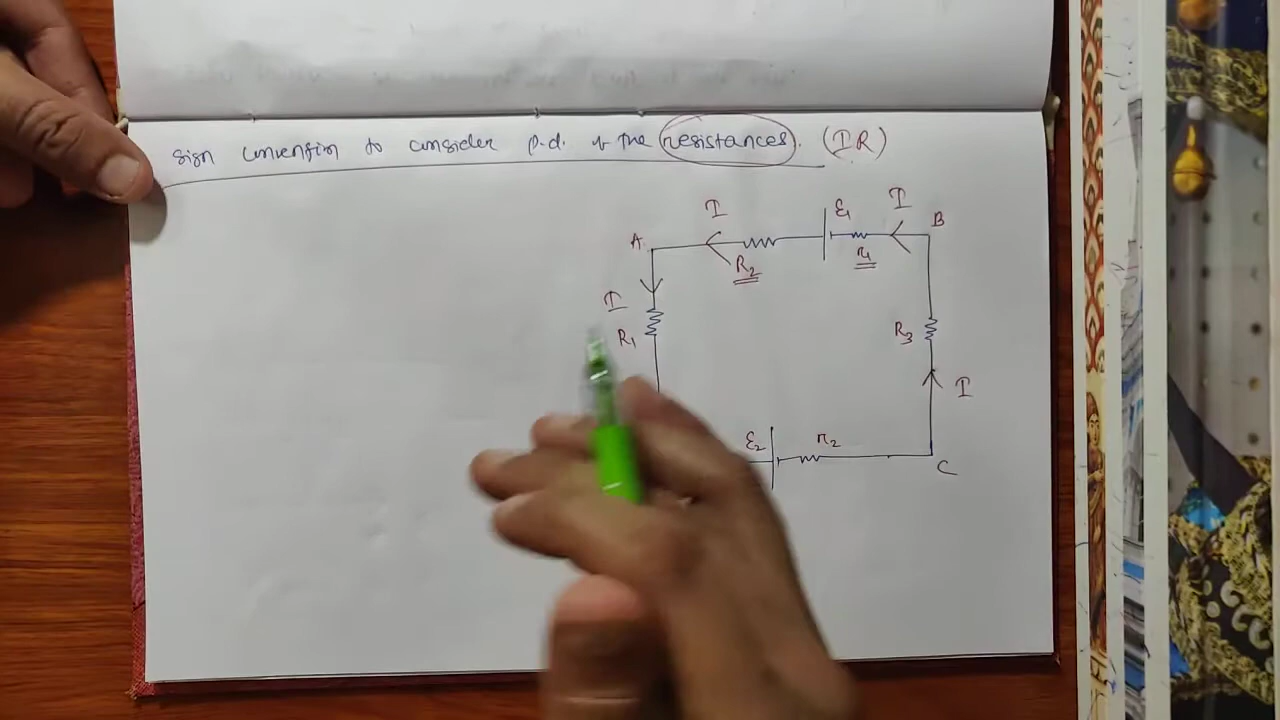 Sign convention to consider p.d. of the resistances. (IR)
I
ε₁
I
B
A
R₂
r₁
I
R₁
R₃
I
ε₂
r₂
C